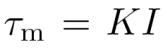 τₘ = KI